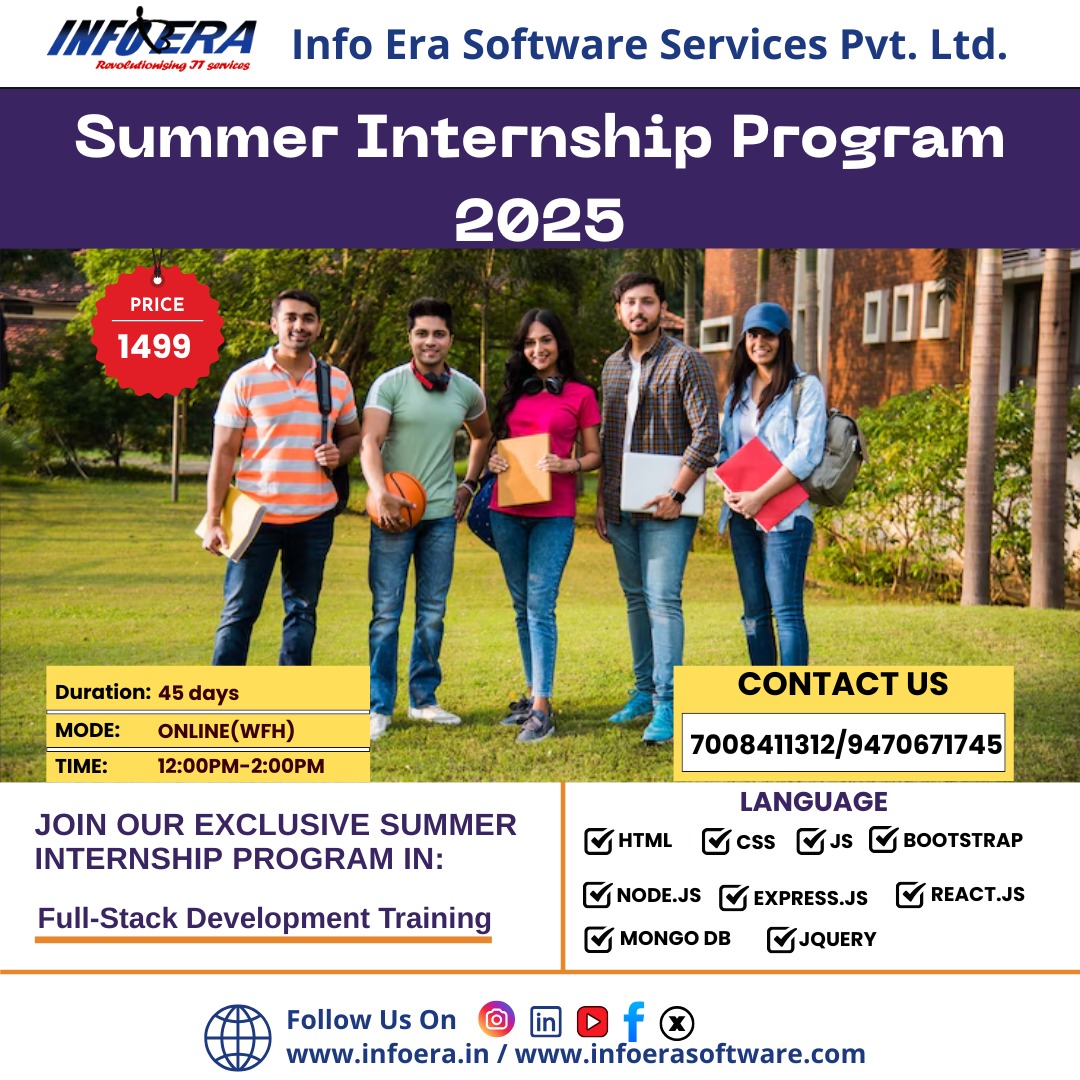 INFO ERA
Revolutionising IT services
Info Era Software Services Pvt. Ltd.
Summer Internship Program
2025
PRICE
1499
Duration: 45 days
MODE: ONLINE(WFH)
TIME: 12:00PM-2:00PM
CONTACT US
7008411312/9470671745
JOIN OUR EXCLUSIVE SUMMER
INTERNSHIP PROGRAM IN:
Full-Stack Development Training
LANGUAGE
HTML CSS JS BOOTSTRAP
NODE.JS EXPRESS.JS REACT.JS
MONGO DB JQUERY
Follow Us On
www.infoera.in / www.infoerasoftware.com